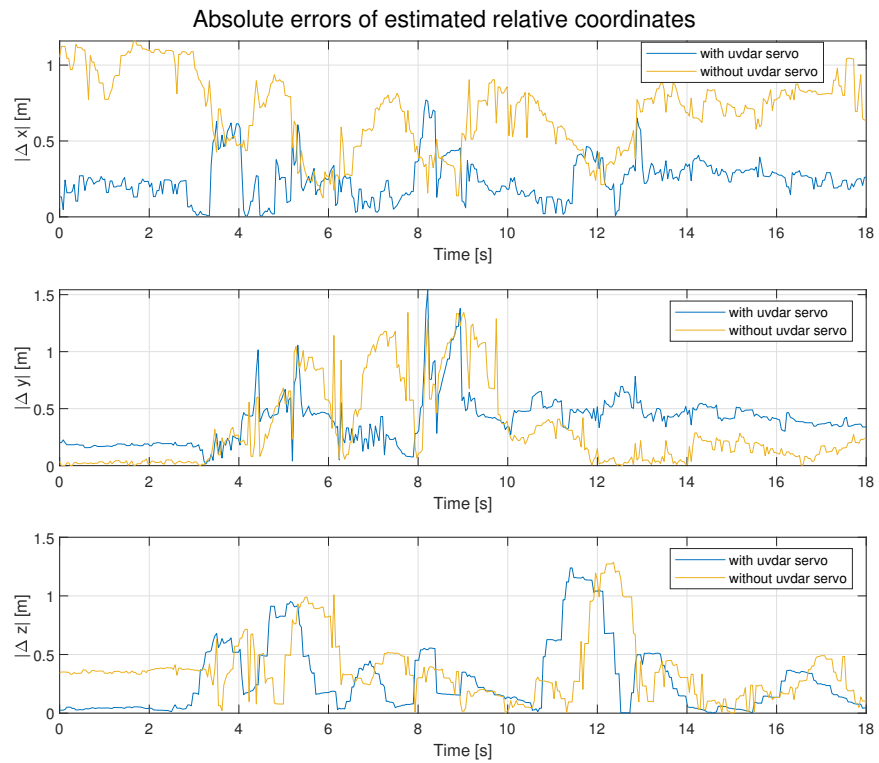 Absolute errors of estimated relative coordinates
|Δ x| [m]
1
0.5
0
with uvdar servo
without uvdar servo
0 2 4 6 8 10 12 14 16 18
Time [s]
|Δ y| [m]
1.5
1
0.5
0
with uvdar servo
without uvdar servo
0 2 4 6 8 10 12 14 16 18
Time [s]
|Δ z| [m]
1.5
1
0.5
0
with uvdar servo
without uvdar servo
0 2 4 6 8 10 12 14 16 18
Time [s]